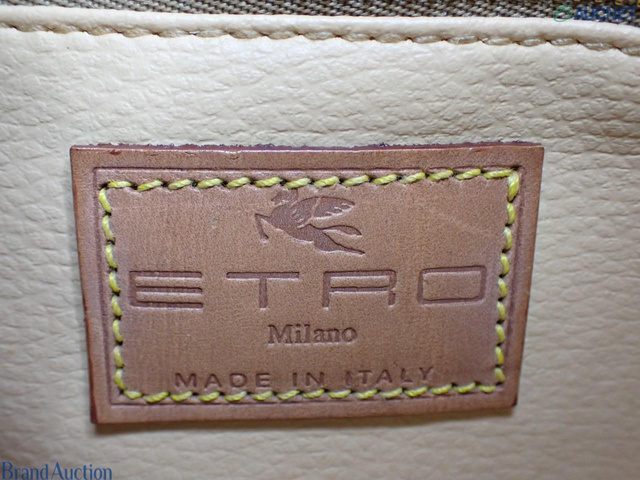 ETRO
Milano
MADE IN ITALY
BrandAuction